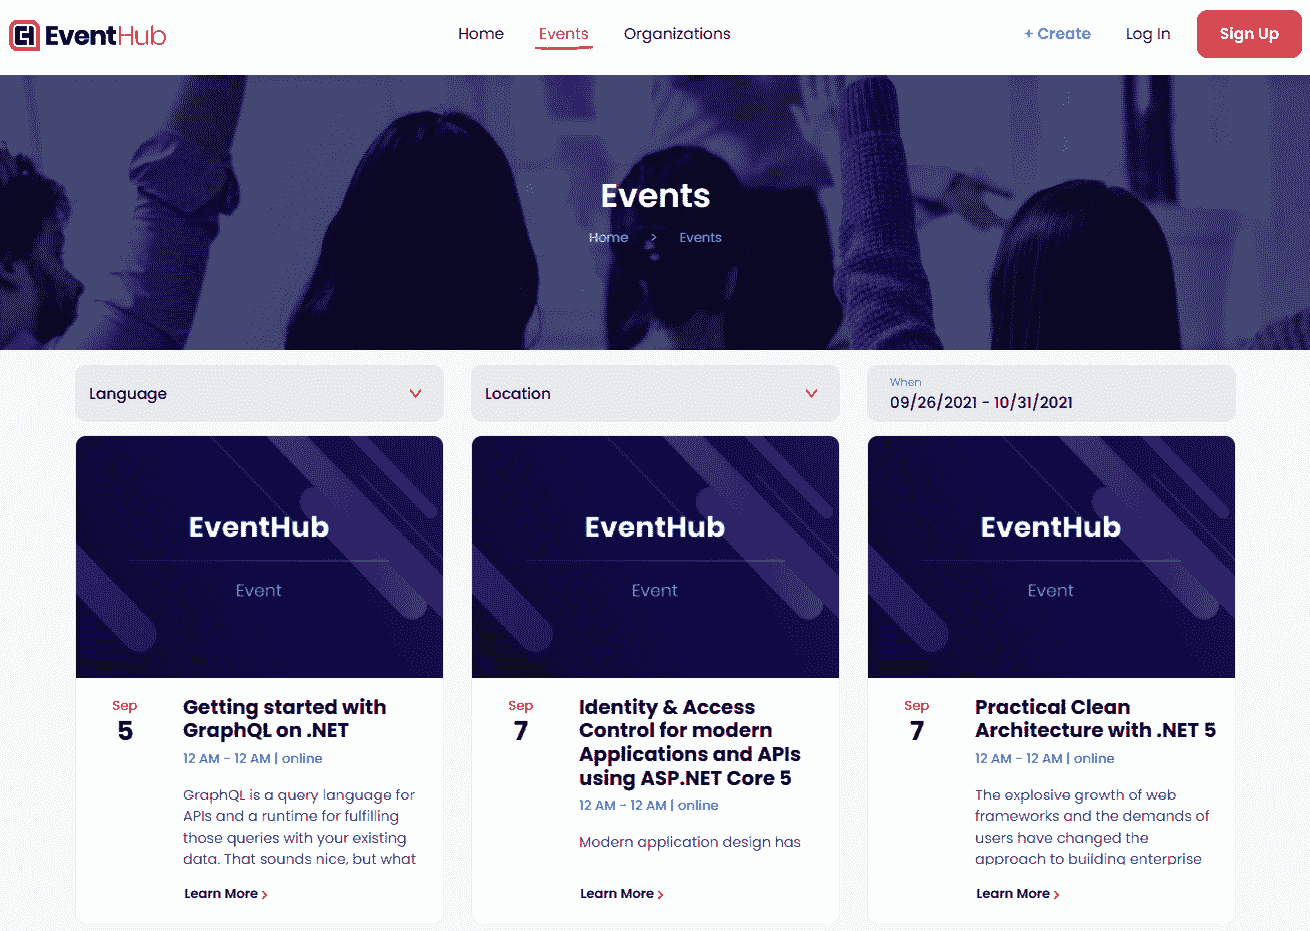 EventHub
Home Events Organizations
+ Create Log In Sign Up
Events
Home > Events
Language
Location
When
09/26/2021 - 10/31/2021
EventHub
Event
Sep
5
Getting started with
GraphQL on .NET
12 AM - 12 AM | online
GraphQL is a query language for
APIs and a runtime for fulfilling
those queries with your existing
data. That sounds nice, but what
Learn More >
EventHub
Event
Sep
7
Identity & Access
Control for modern
Applications and APIs
using ASP.NET Core 5
12 AM - 12 AM | online
Modern application design has
Learn More >
EventHub
Event
Sep
7
Practical Clean
Architecture with .NET 5
12 AM - 12 AM | online
The explosive growth of web
frameworks and the demands of
users have changed the
approach to building enterprise
Learn More >